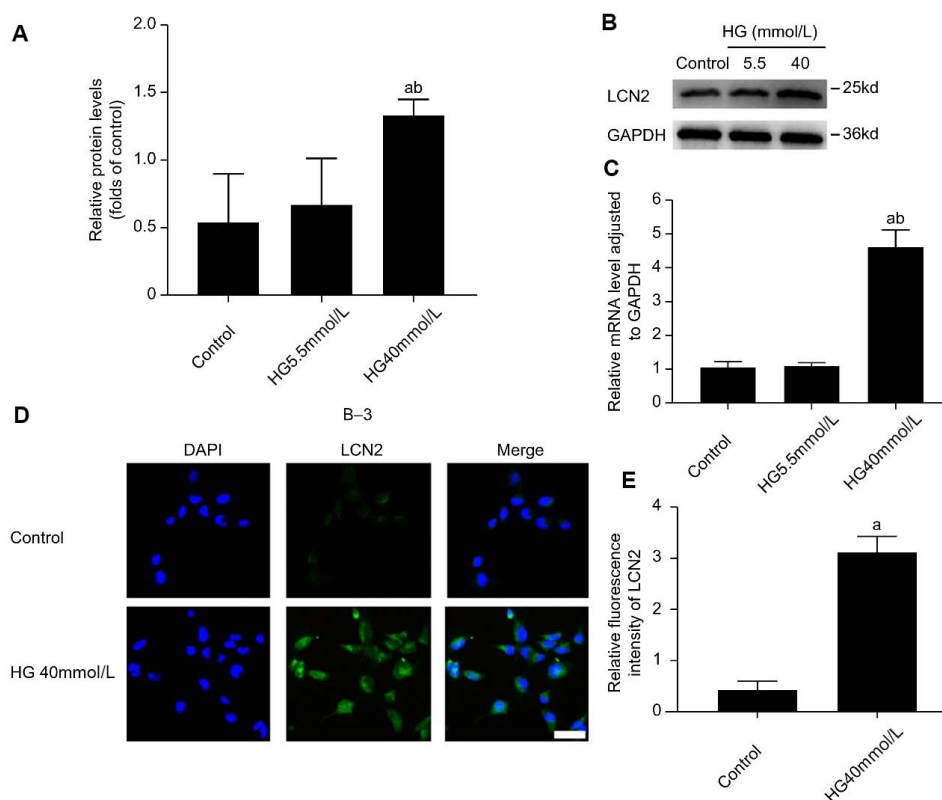 A
2.0
1.5
1.0
0.5
0
Relative protein levels
(folds of control)
ab
Control
HG5.5mmol/L
HG40mmol/L
B
HG (mmol/L)
Control 5.5 40
LCN2
25kd
GAPDH
36kd
C
7
6
5
4
3
2
1
0
Relative mRNA level adjusted
to GAPDH
ab
Control
HG5.5mmol/L
HG40mmol/L
D
B–3
DAPI LCN2 Merge
Control
HG 40mmol/L
E
4
3
2
1
0
Relative fluorescence
intensity of LCN2
a
Control
HG40mmol/L